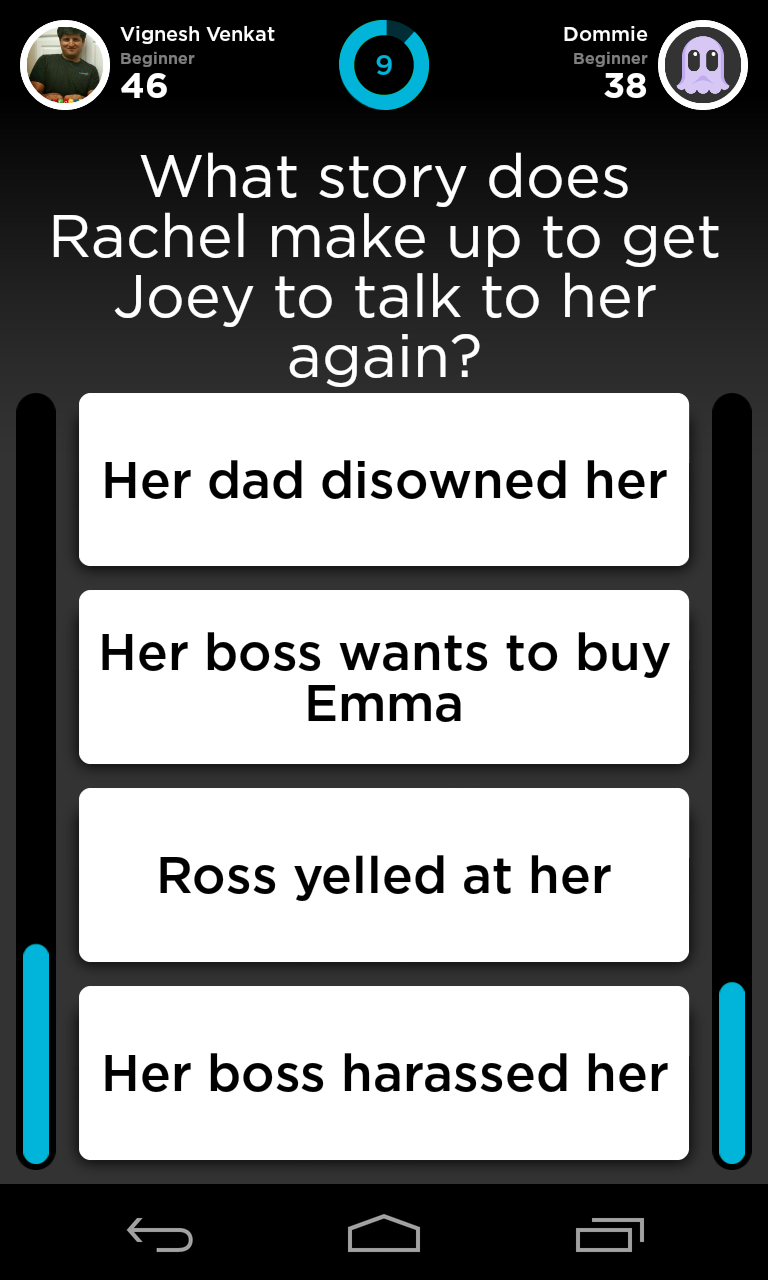 Vignesh Venkat
Beginner
46
9
Dommie
Beginner
38
What story does
Rachel make up to get
Joey to talk to her
again?
Her dad disowned her
Her boss wants to buy
Emma
Ross yelled at her
Her boss harassed her